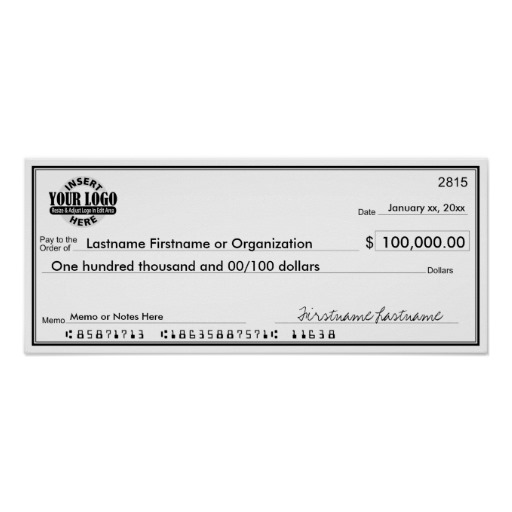 INSERT
YOUR LOGO
Resize & Adjust Logo in Edit Area
HERE
2815
Date January xx, 20xx
Pay to the
Order of Lastname Firstname or Organization $ 100,000.00
One hundred thousand and 00/100 dollars Dollars
Memo Memo or Notes Here Firstname Lastname
⑆85871713 ⑆18635887571⑆ 11638